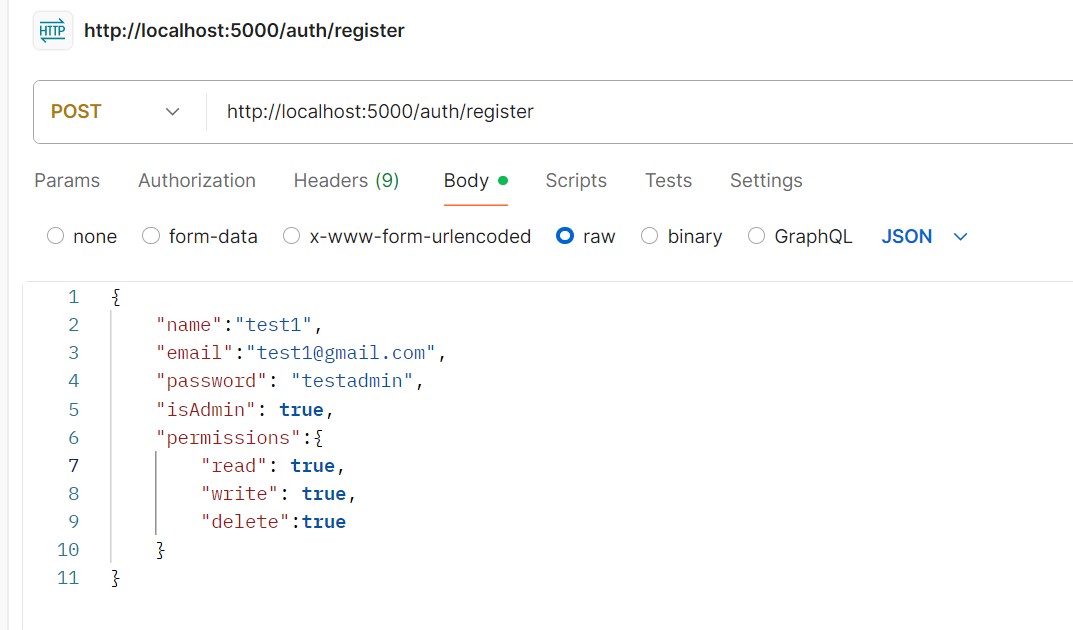 HTTP http://localhost:5000/auth/register
POST http://localhost:5000/auth/register
Params Authorization Headers (9) Body Scripts Tests Settings
none form-data x-www-form-urlencoded raw binary GraphQL JSON
1 {
2 "name":"test1",
3 "email":"test1@gmail.com",
4 "password": "testadmin",
5 "isAdmin": true,
6 "permissions":{
7 "read": true,
8 "write": true,
9 "delete":true
10 }
11 }